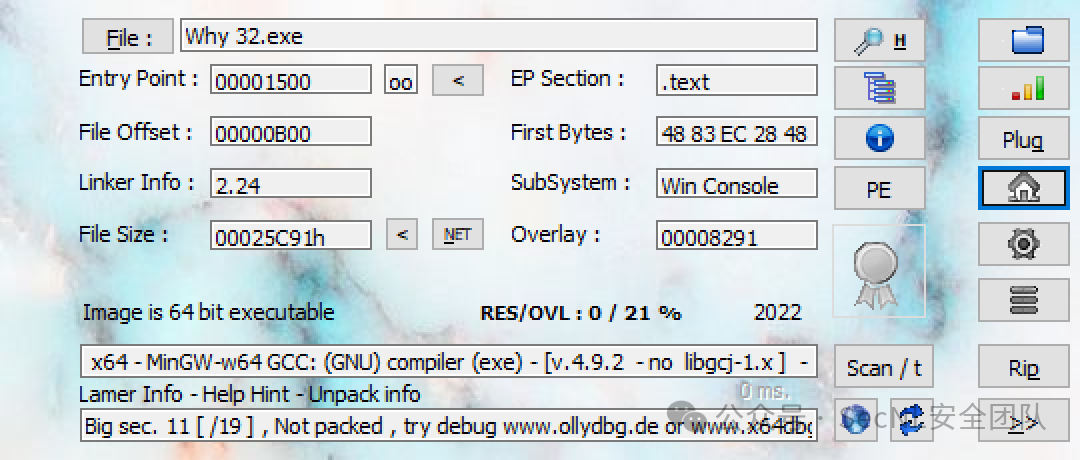 File : Why 32.exe H
Entry Point : 00001500 oo < EP Section : .text
File Offset : 00000B00 First Bytes : 48 83 EC 28 48 Plug
Linker Info : 2.24 SubSystem : Win Console PE
File Size : 00025C91h < NET Overlay : 00008291
Image is 64 bit executable RES/OVL : 0 / 21 % 2022
x64 - MinGW-w64 GCC: (GNU) compiler (exe) - [v.4.9.2 - no libgcj-1.x ] - Scan / t Rip
Lamer Info - Help Hint - Unpack info 0 ms.
Big sec. 11 [ /19 ] , Not packed , try debug www.ollydbg.de or www.x64dbg >>
公众号 安全团队